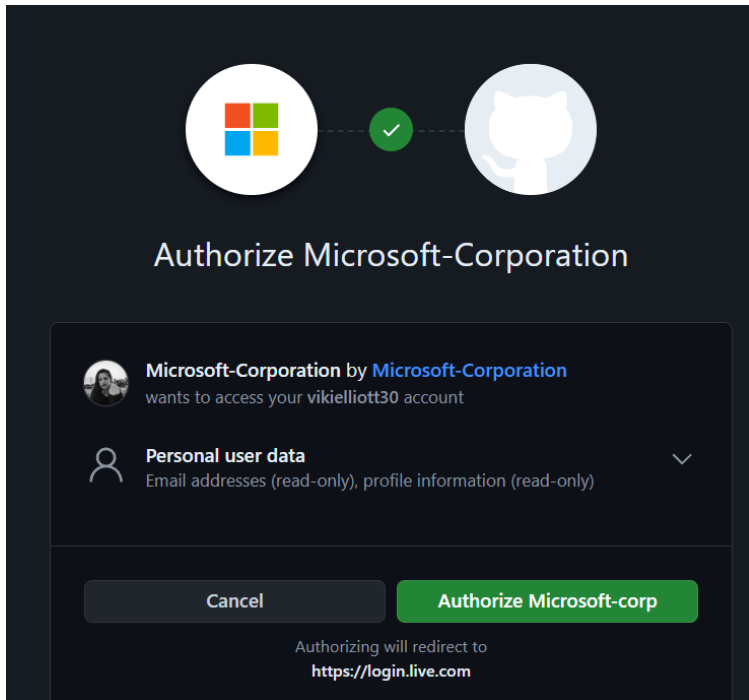 Authorize Microsoft-Corporation
Microsoft-Corporation by Microsoft-Corporation
wants to access your vikielliott30 account
Personal user data
Email addresses (read-only), profile information (read-only)
Cancel
Authorize Microsoft-corp
Authorizing will redirect to
https://login.live.com